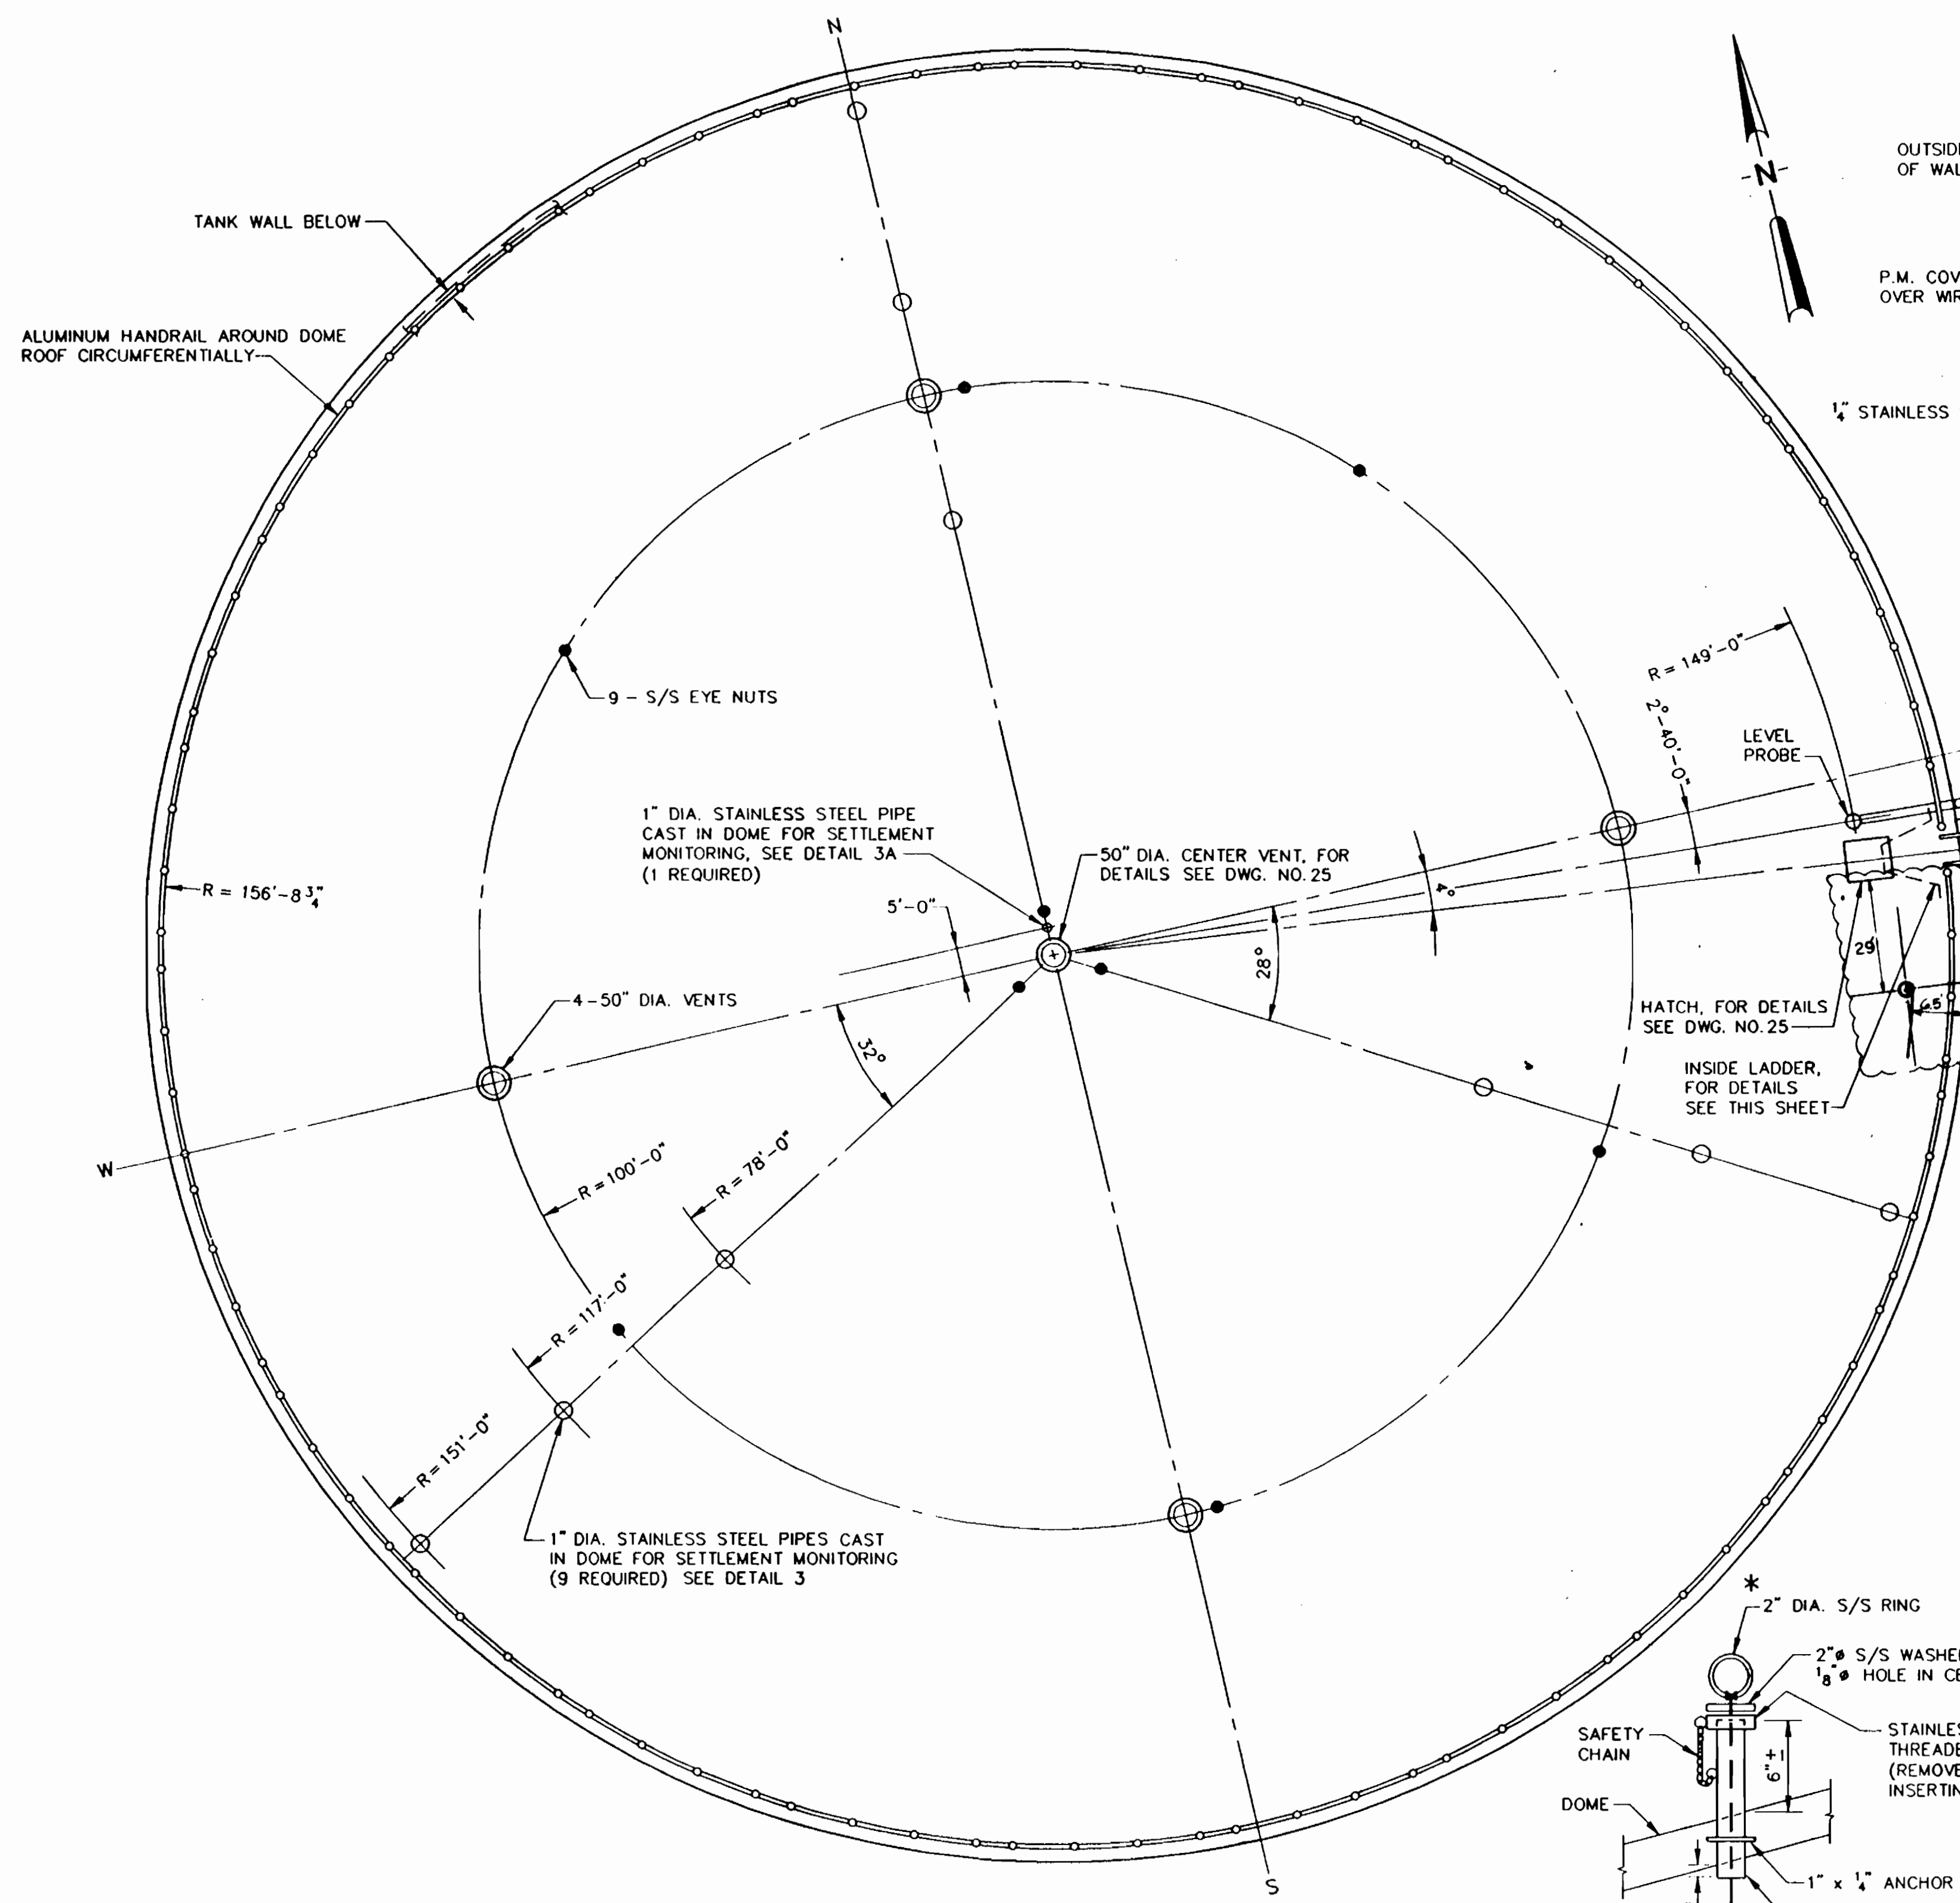 N
N
OUTSIDE
OF WAL
TANK WALL BELOW
P.M. COV
OVER WIR
ALUMINUM HANDRAIL AROUND DOME
ROOF CIRCUMFERENTIALLY
1/4" STAINLESS
R = 149'-0"
9 - S/S EYE NUTS
2°-40'-0"
LEVEL
PROBE
1" DIA. STAINLESS STEEL PIPE
CAST IN DOME FOR SETTLEMENT
MONITORING, SEE DETAIL 3A
(1 REQUIRED)
50" DIA. CENTER VENT, FOR
DETAILS SEE DWG. NO. 25
R = 156'-8 3/4"
5'-0"
4°
28°
29'
6.5'
4-50" DIA. VENTS
HATCH, FOR DETAILS
SEE DWG. NO. 25
32°
INSIDE LADDER,
FOR DETAILS
SEE THIS SHEET
W
R = 100'-0"
R = 78'-0"
R = 117'-0"
R = 151'-0"
1" DIA. STAINLESS STEEL PIPES CAST
IN DOME FOR SETTLEMENT MONITORING
(9 REQUIRED) SEE DETAIL 3
*
2" DIA. S/S RING
2"ø S/S WASHE
1/8"ø HOLE IN CE
SAFETY
CHAIN
6"±
STAINLES
THREADE
(REMOVE
INSERTIN
DOME
1" x 1/4" ANCHOR
S